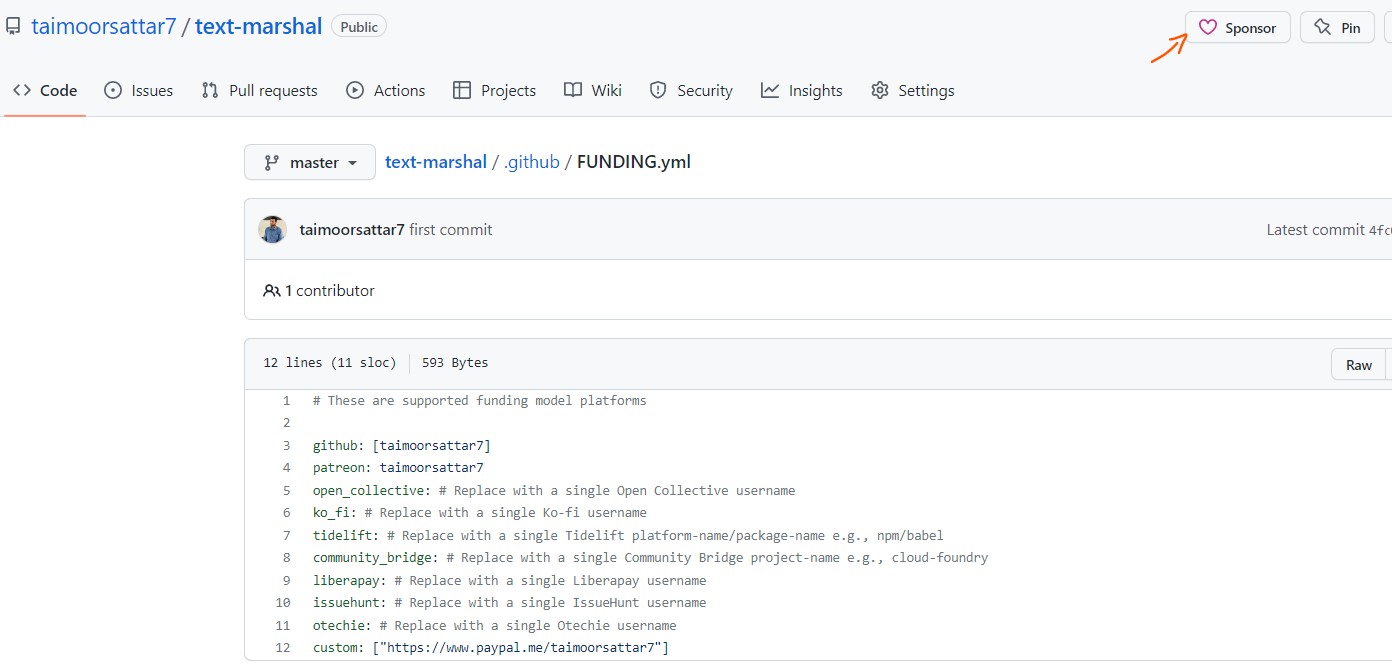 taimoorsattar7 / text-marshal Public Sponsor Pin
Code Issues Pull requests Actions Projects Wiki Security Insights Settings
master text-marshal / .github / FUNDING.yml
taimoorsattar7 first commit Latest commit 4fc
1 contributor
12 lines (11 sloc) 593 Bytes Raw
1 # These are supported funding model platforms
2
3 github: [taimoorsattar7]
4 patreon: taimoorsattar7
5 open_collective: # Replace with a single Open Collective username
6 ko_fi: # Replace with a single Ko-fi username
7 tidelift: # Replace with a single Tidelift platform-name/package-name e.g., npm/babel
8 community_bridge: # Replace with a single Community Bridge project-name e.g., cloud-foundry
9 liberapay: # Replace with a single Liberapay username
10 issuehunt: # Replace with a single IssueHunt username
11 otechie: # Replace with a single Otechie username
12 custom: ["https://www.paypal.me/taimoorsattar7"]